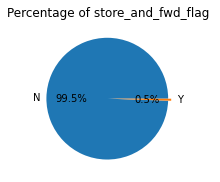 Percentage of store_and_fwd_flag
N 99.5% 0.5% Y